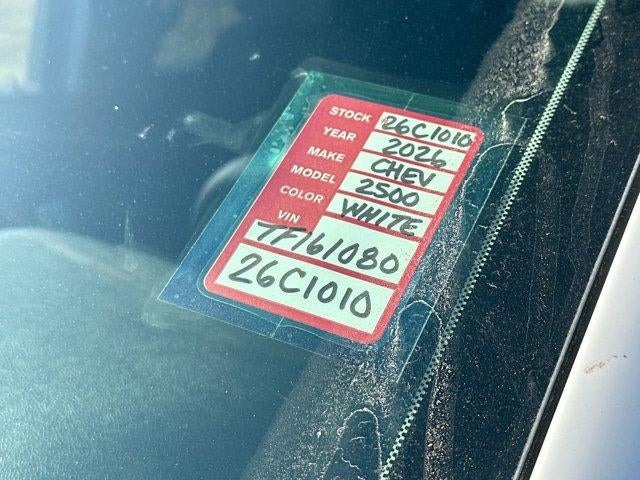 STOCK 26C1010
YEAR 2026
MAKE CHEV
MODEL 2500
COLOR WHITE
VIN
TF161080
26C1010